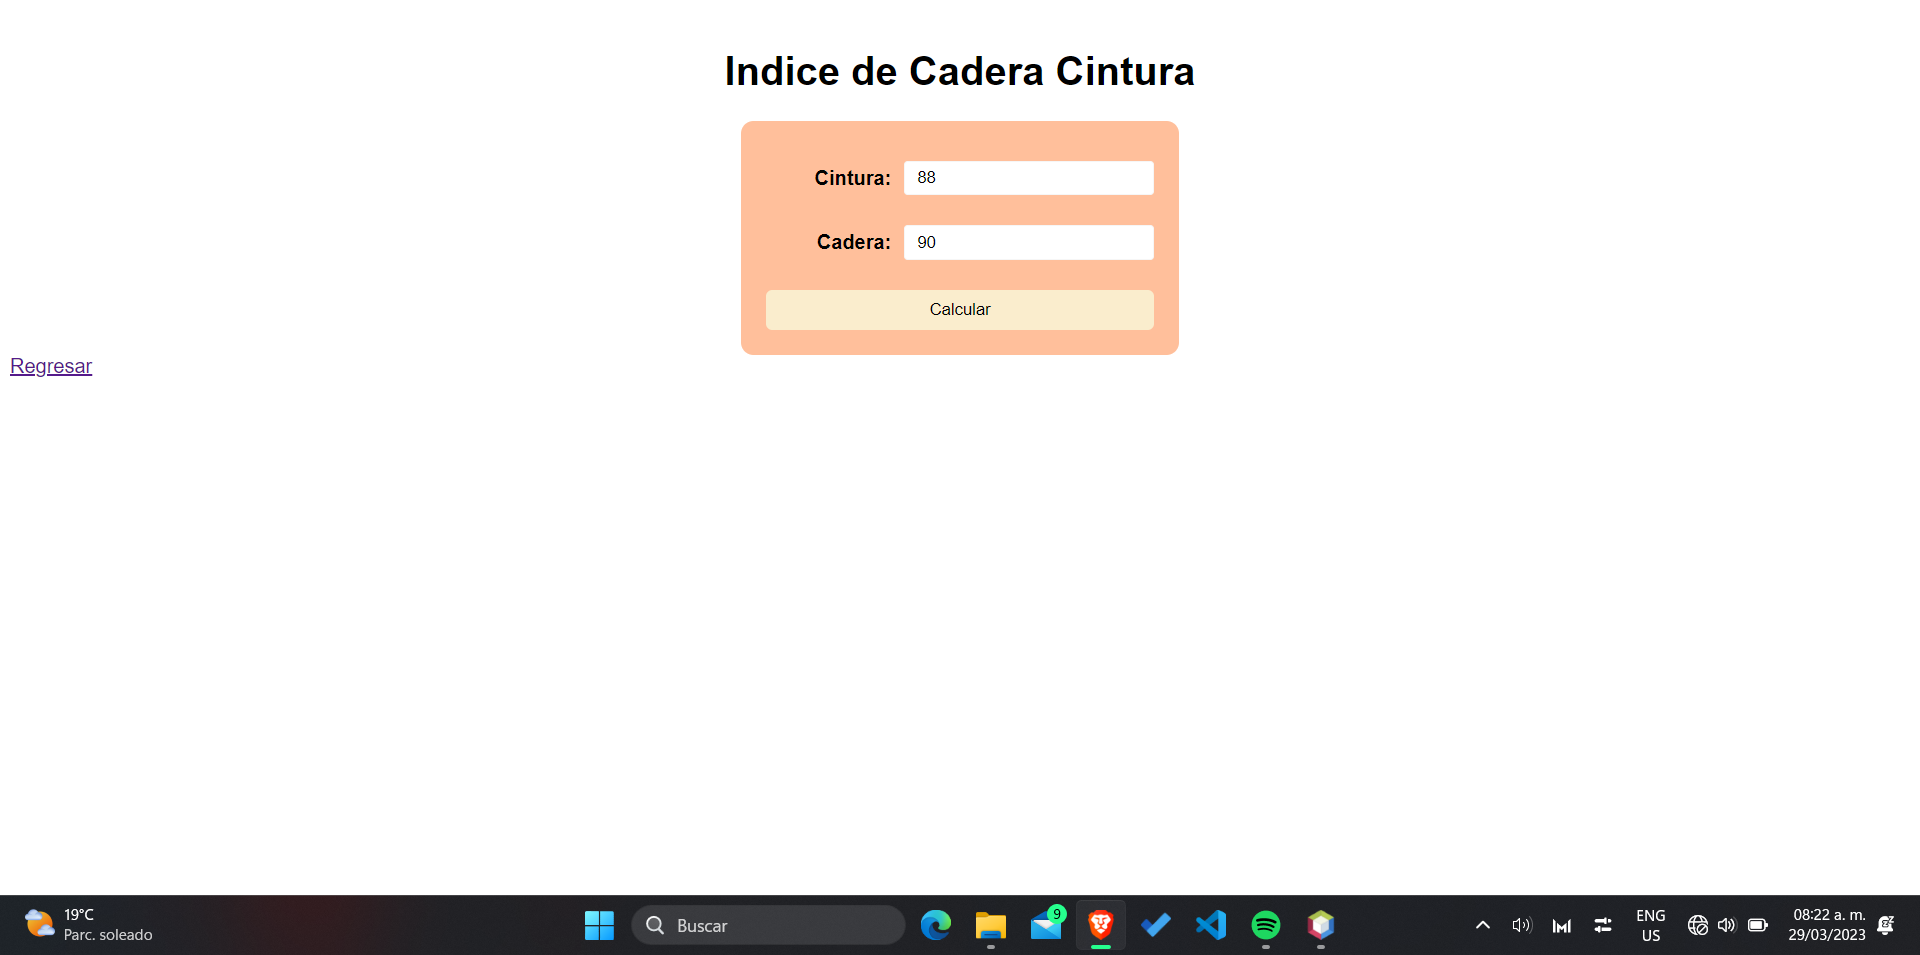 Indice de Cadera Cintura
Cintura: 88
Cadera: 90
Calcular
Regresar
19°C
Parc. soleado
Buscar
9
ENG
US
08:22 a. m.
29/03/2023